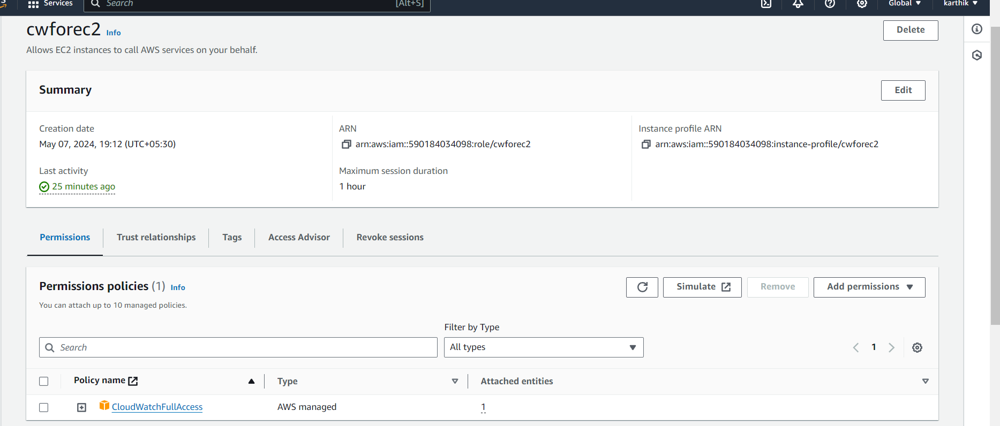 Services
Search
[Alt+S]
Global
karthik
cwforec2 Info
Delete
Allows EC2 instances to call AWS services on your behalf.
Summary
Edit
Creation date
May 07, 2024, 19:12 (UTC+05:30)
ARN
arn:aws:iam::590184034098:role/cwforec2
Instance profile ARN
arn:aws:iam::590184034098:instance-profile/cwforec2
Last activity
25 minutes ago
Maximum session duration
1 hour
Permissions
Trust relationships
Tags
Access Advisor
Revoke sessions
Permissions policies (1) Info
You can attach up to 10 managed policies.
Simulate
Remove
Add permissions
Filter by Type
Search
All types
1
Policy name
Type
Attached entities
CloudWatchFullAccess
AWS managed
1